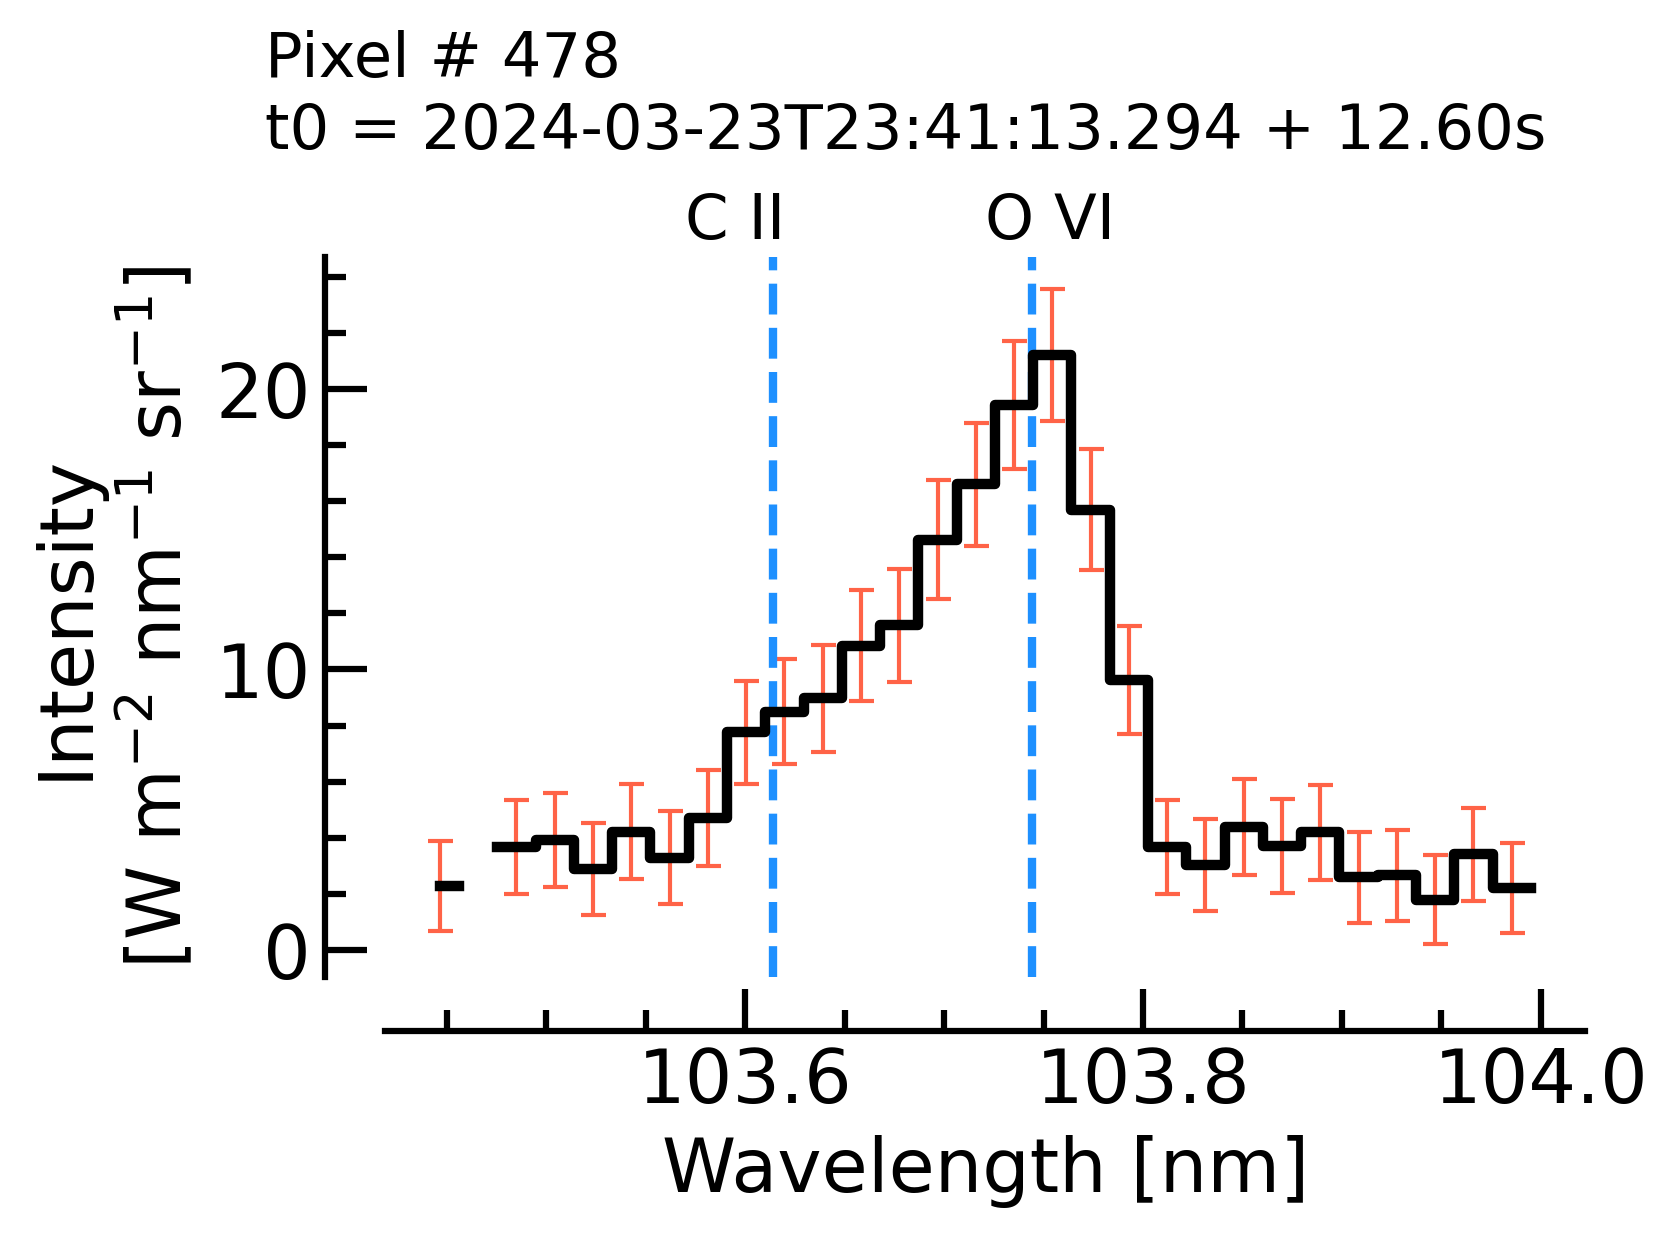 Pixel # 478
t0 = 2024-03-23T23:41:13.294 + 12.60s
C II
O VI
Intensity
[W m⁻² nm⁻¹ sr⁻¹]
20
10
0
103.6
103.8
104.0
Wavelength [nm]